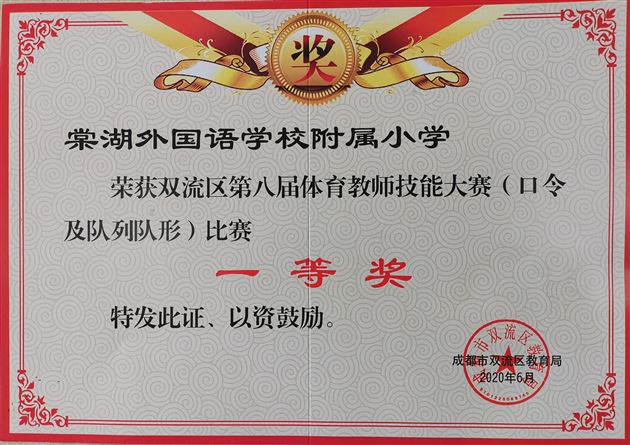 奖
棠湖外国语学校附属小学
荣获双流区第八届体育教师技能大赛（口令
及队列队形）比赛
一等奖
特发此证、以资鼓励。
成都市双流区教育局
2020年6月